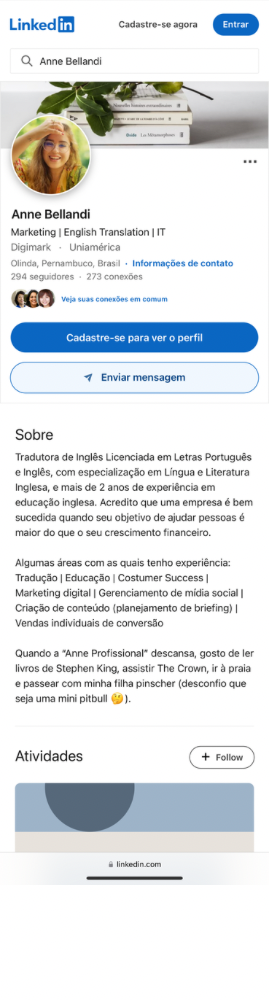 LinkedIn
Cadastre-se agora
Entrar
Anne Bellandi
Anne Bellandi
Marketing | English Translation | IT
Digimark · Uniamérica
Olinda, Pernambuco, Brasil · Informações de contato
294 seguidores · 273 conexões
Veja suas conexões em comum
Cadastre-se para ver o perfil
Enviar mensagem
Sobre
Tradutora de Inglês Licenciada em Letras Português
e Inglês, com especialização em Língua e Literatura
Inglesa, e mais de 2 anos de experiência em
educação inglesa. Acredito que uma empresa é bem
sucedida quando seu objetivo de ajudar pessoas é
maior do que o seu crescimento financeiro.
Algumas áreas com as quais tenho experiência:
Tradução | Educação | Costumer Success |
Marketing digital | Gerenciamento de mídia social |
Criação de conteúdo (planejamento de briefing) |
Vendas individuais de conversão
Quando a “Anne Profissional” descansa, gosto de ler
livros de Stephen King, assistir The Crown, ir à praia
e passear com minha filha pinscher (desconfio que
seja uma mini pitbull 🤔).
Atividades
+ Follow
linkedin.com